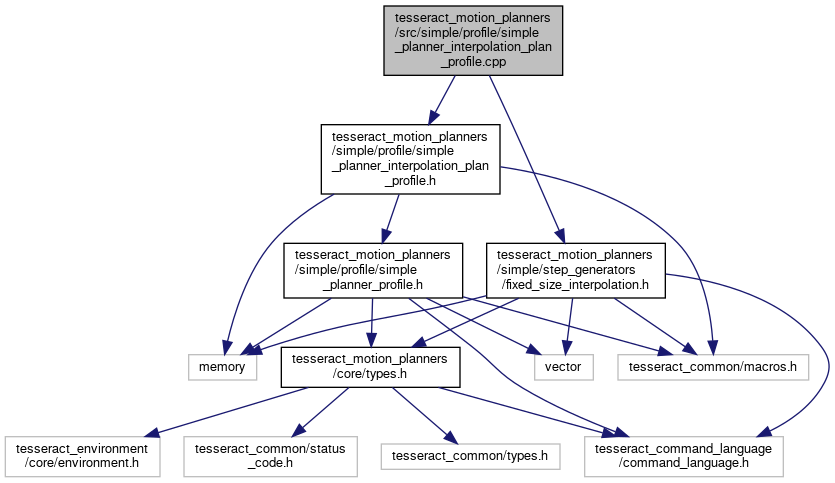 tesseract_motion_planners
/src/simple/profile/simple
_planner_interpolation_plan
_profile.cpp
tesseract_motion_planners
/simple/profile/simple
_planner_interpolation_plan
_profile.h
tesseract_motion_planners
/simple/profile/simple
_planner_profile.h
tesseract_motion_planners
/simple/step_generators
/fixed_size_interpolation.h
memory
tesseract_motion_planners
/core/types.h
vector
tesseract_common/macros.h
tesseract_environment
/core/environment.h
tesseract_common/status
_code.h
tesseract_common/types.h
tesseract_command_language
/command_language.h